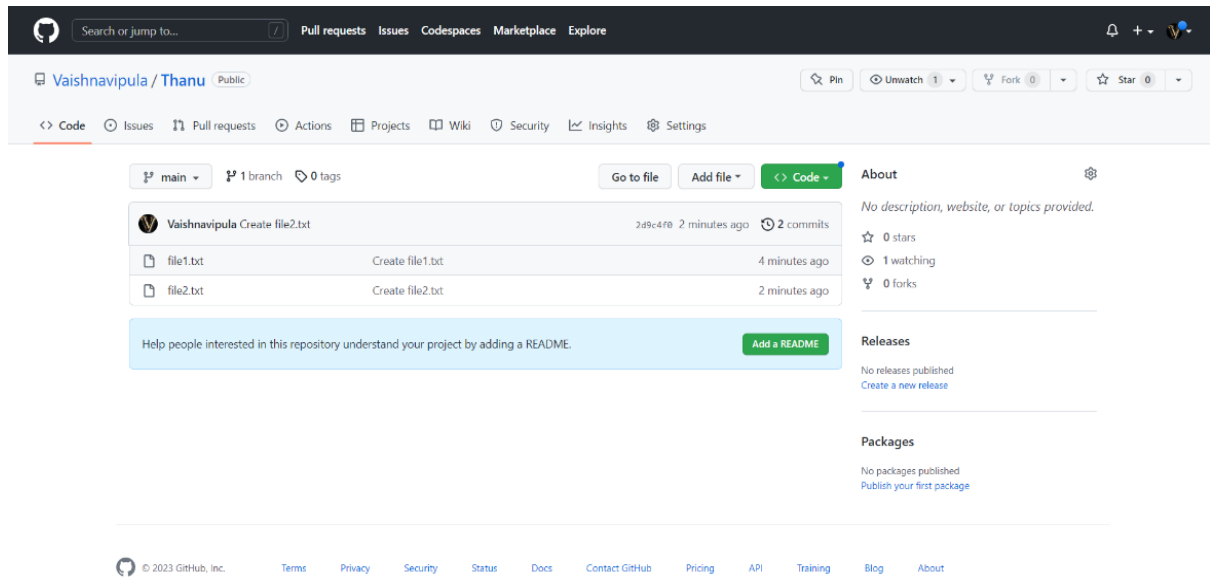 Search or jump to... / Pull requests Issues Codespaces Marketplace Explore
Vaishnavipula / Thanu Public Pin Unwatch 1 Fork 0 Star 0
<> Code Issues Pull requests Actions Projects Wiki Security Insights Settings
main 1 branch 0 tags Go to file Add file <> Code
Vaishnavipula Create file2.txt 2d9c4f0 2 minutes ago 2 commits
file1.txt Create file1.txt 4 minutes ago
file2.txt Create file2.txt 2 minutes ago
Help people interested in this repository understand your project by adding a README. Add a README
About
No description, website, or topics provided.
0 stars
1 watching
0 forks
Releases
No releases published
Create a new release
Packages
No packages published
Publish your first package
© 2023 GitHub, Inc. Terms Privacy Security Status Docs Contact GitHub Pricing API Training Blog About